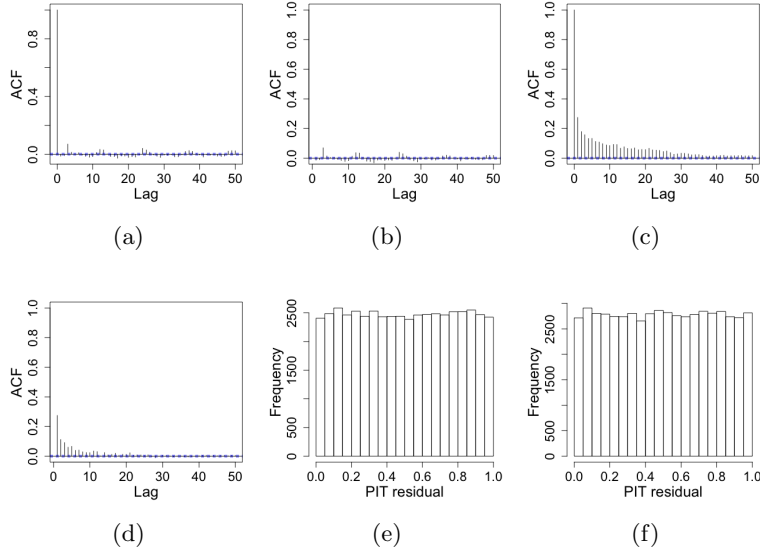 ACF
0.0 0.4 0.8
0 10 20 30 40 50
Lag
(a)
ACF
0.0 0.2 0.4 0.6 0.8 1.0
0 10 20 30 40 50
Lag
(b)
ACF
0.0 0.2 0.4 0.6 0.8 1.0
0 10 20 30 40 50
Lag
(c)
ACF
0.0 0.2 0.4 0.6 0.8 1.0
0 10 20 30 40 50
Lag
(d)
Frequency
0 500 1500 2500
0.0 0.2 0.4 0.6 0.8 1.0
PIT residual
(e)
Frequency
0 500 1500 2500
0.0 0.2 0.4 0.6 0.8 1.0
PIT residual
(f)